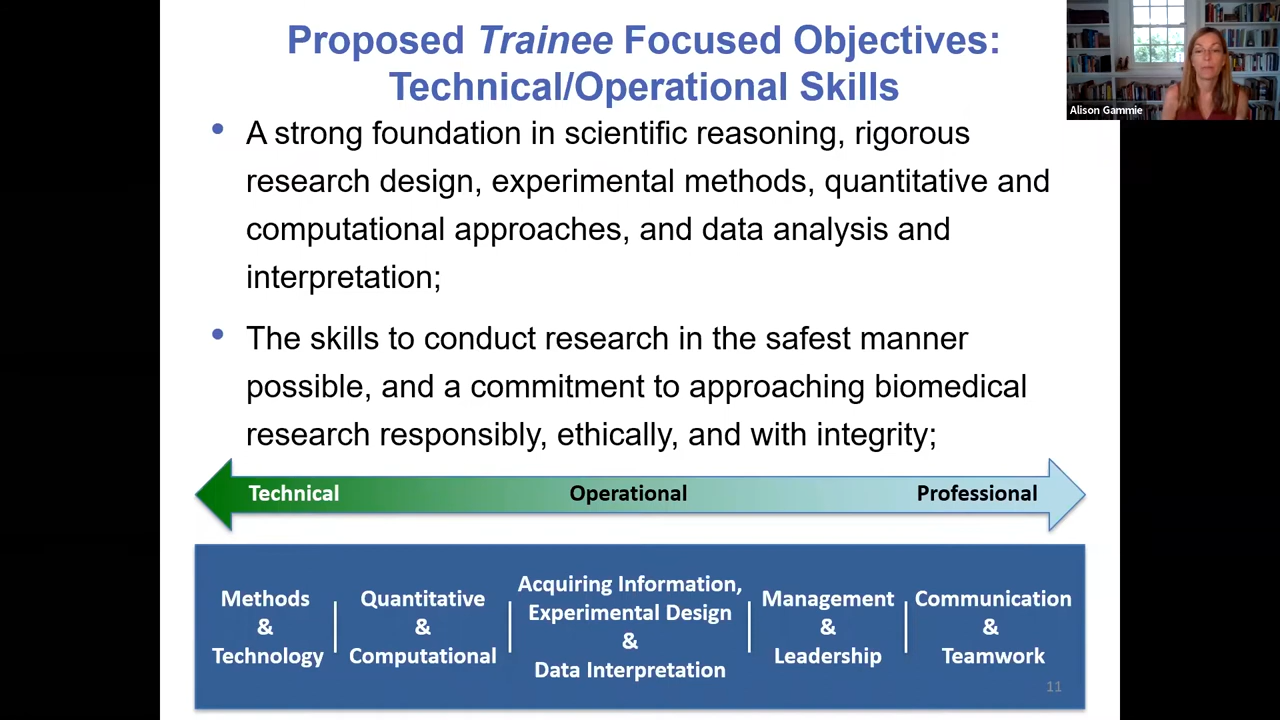 Proposed Trainee Focused Objectives:
Technical/Operational Skills
Alison Gammie
• A strong foundation in scientific reasoning, rigorous
research design, experimental methods, quantitative and
computational approaches, and data analysis and
interpretation;
• The skills to conduct research in the safest manner
possible, and a commitment to approaching biomedical
research responsibly, ethically, and with integrity;
Technical Operational Professional
Methods
&
Technology
Quantitative
&
Computational
Acquiring Information,
Experimental Design
&
Data Interpretation
Management
&
Leadership
Communication
&
Teamwork
11